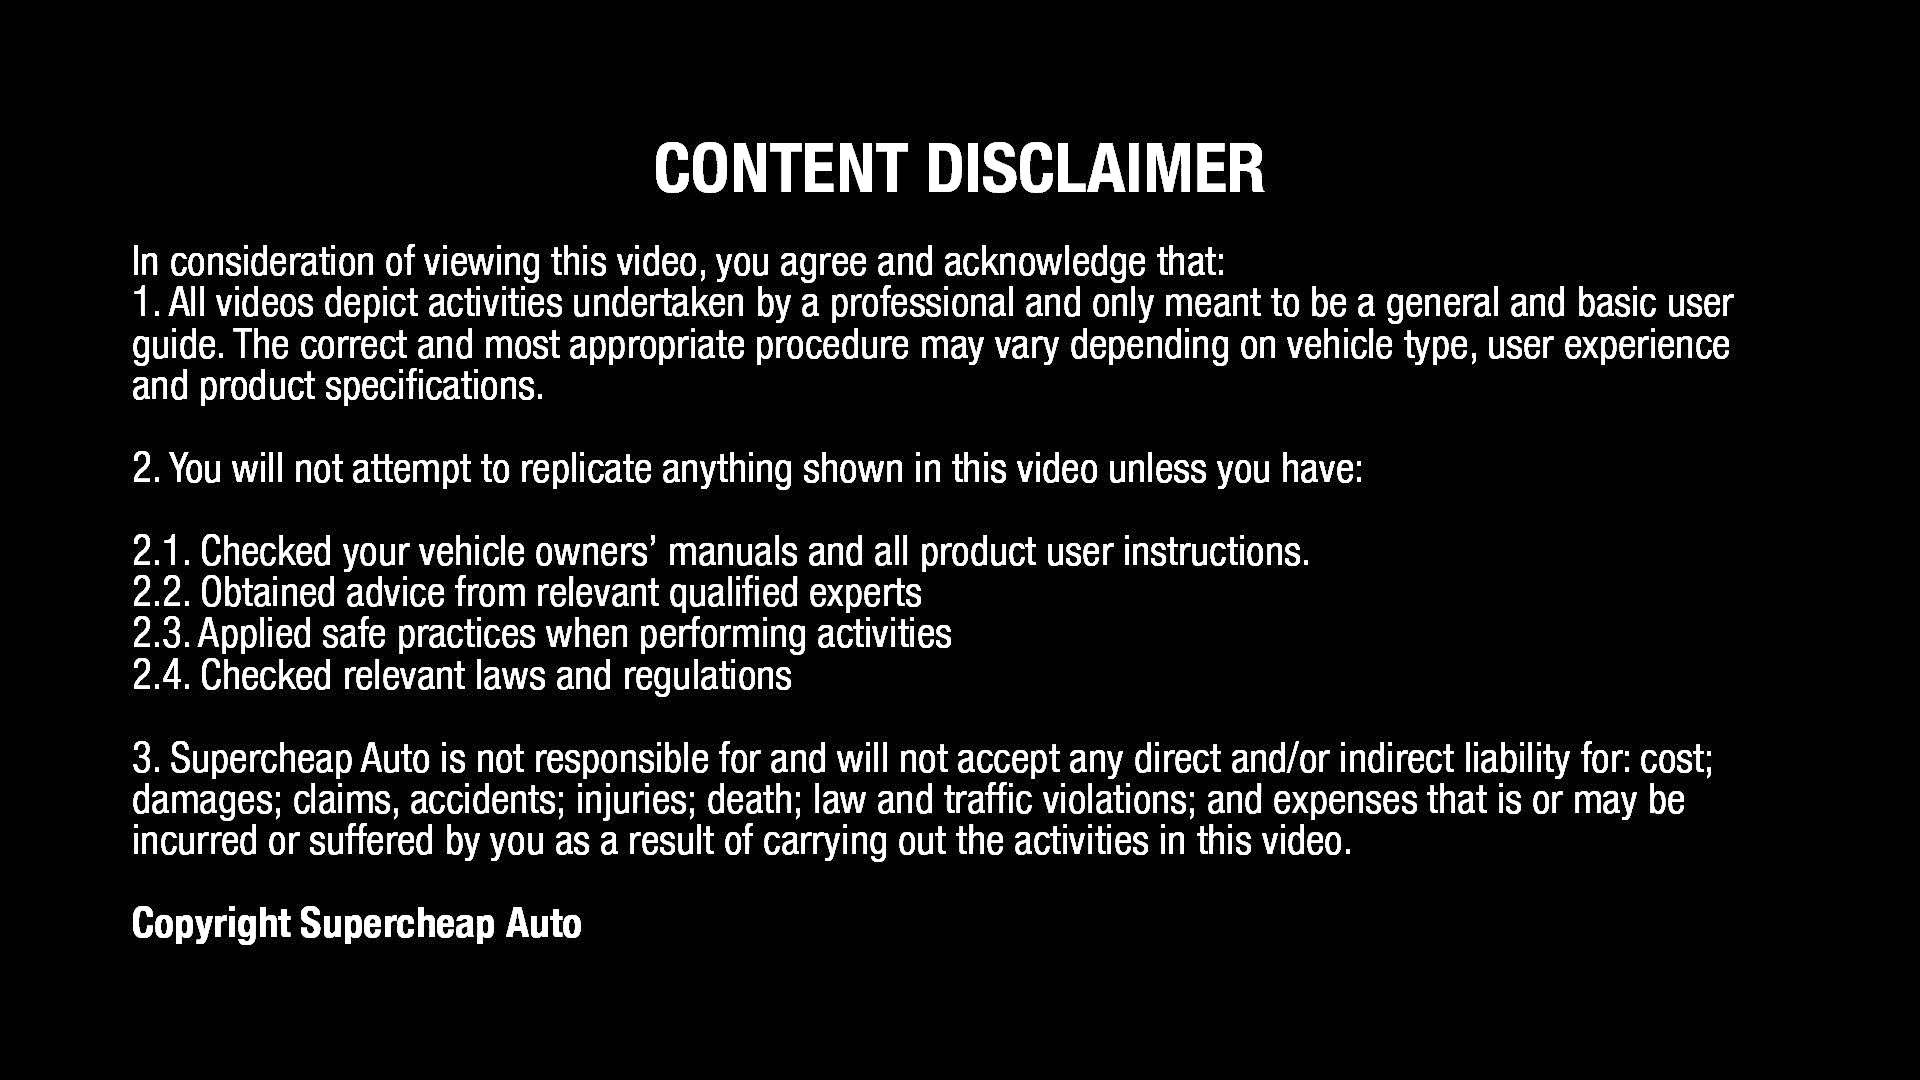 CONTENT DISCLAIMER
In consideration of viewing this video, you agree and acknowledge that:
1. All videos depict activities undertaken by a professional and only meant to be a general and basic user
guide. The correct and most appropriate procedure may vary depending on vehicle type, user experience
and product specifications.
2. You will not attempt to replicate anything shown in this video unless you have:
2.1. Checked your vehicle owners’ manuals and all product user instructions.
2.2. Obtained advice from relevant qualified experts
2.3. Applied safe practices when performing activities
2.4. Checked relevant laws and regulations
3. Supercheap Auto is not responsible for and will not accept any direct and/or indirect liability for: cost;
damages; claims, accidents; injuries; death; law and traffic violations; and expenses that is or may be
incurred or suffered by you as a result of carrying out the activities in this video.
Copyright Supercheap Auto